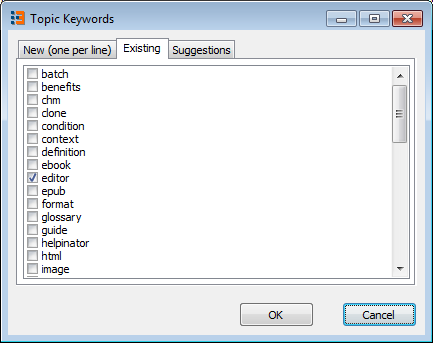 Topic Keywords
New (one per line) Existing Suggestions
batch
benefits
chm
clone
condition
context
definition
ebook
editor
epub
format
glossary
guide
helpinator
html
image
OK Cancel